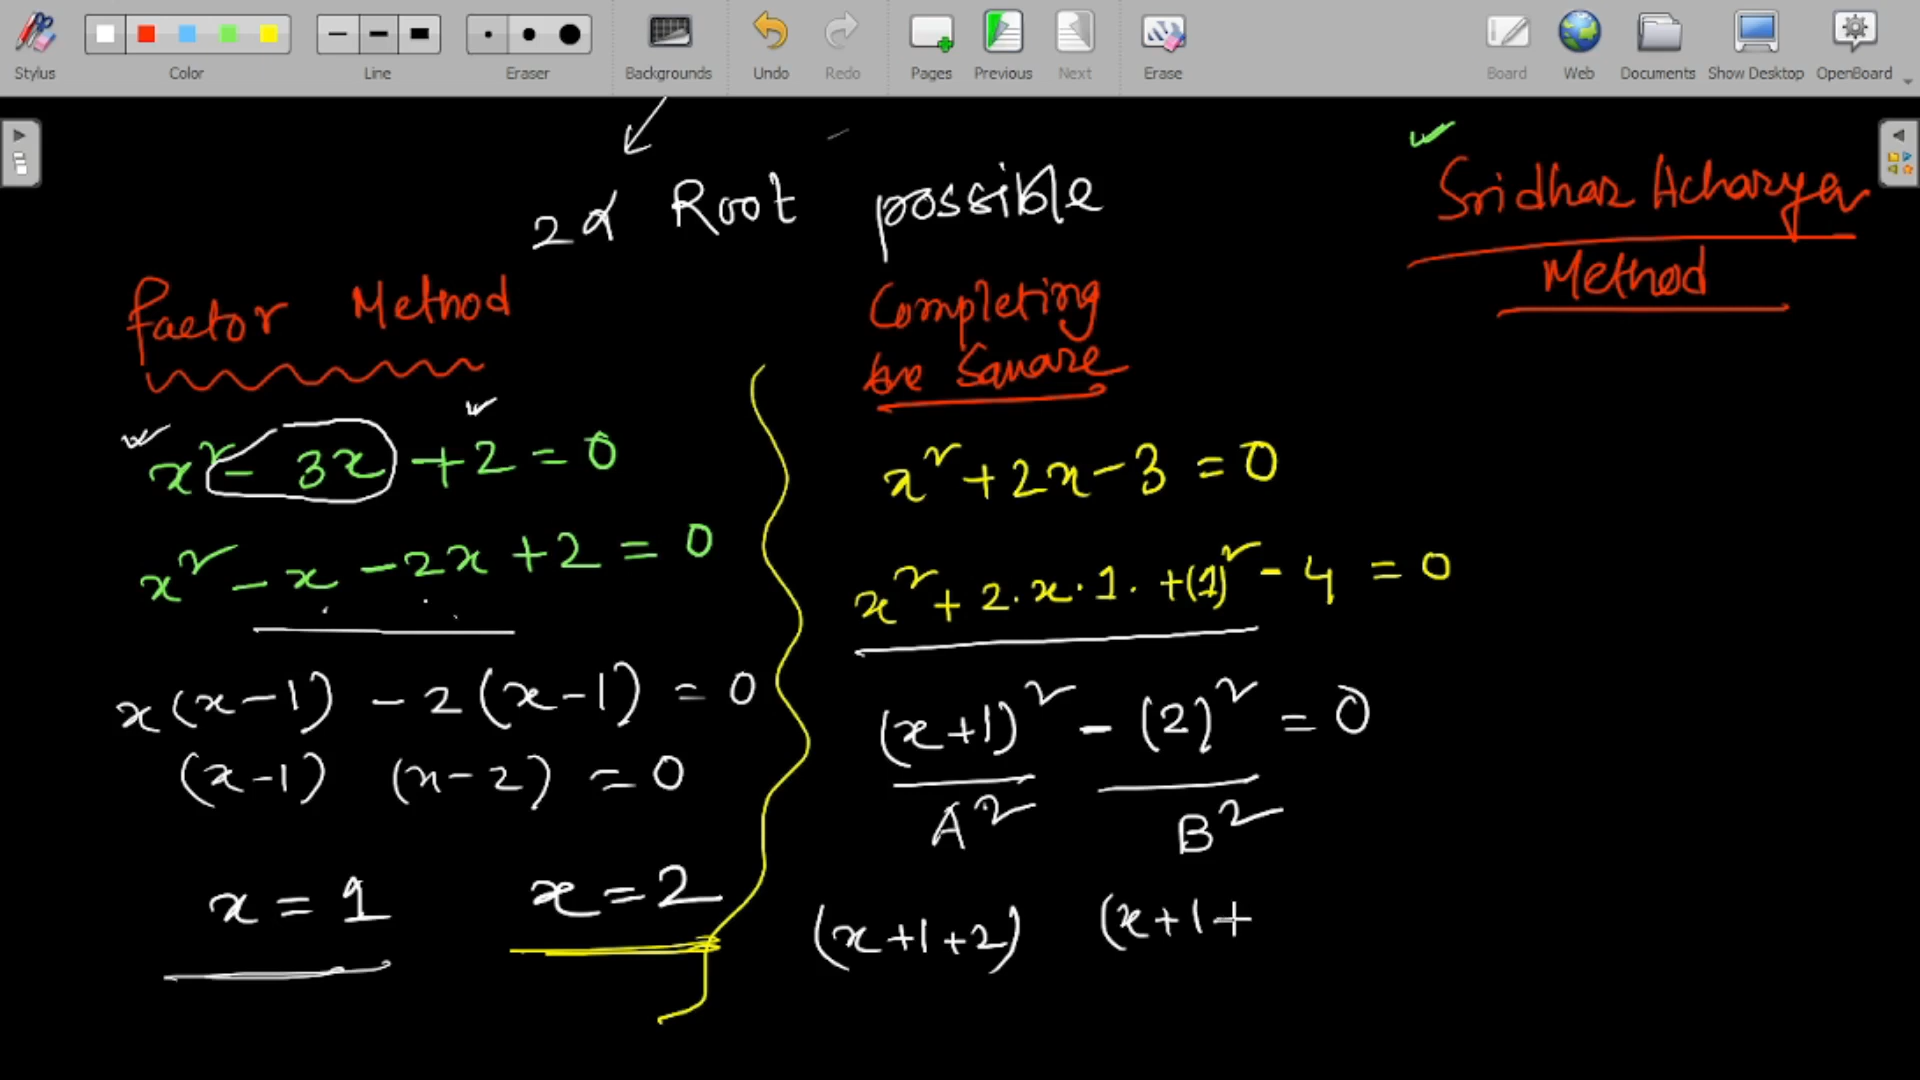 Stylus Color Line Eraser Backgrounds Undo Redo Pages Previous Next Erase Board Web Documents Show Desktop OpenBoard
2 Root possible
Sridhar Acharya
Method
factor Method
x² - 3x + 2 = 0
x² - x - 2x + 2 = 0
x(x-1) - 2(x-1) = 0
(x-1) (x-2) = 0
x = 1 x = 2
Completing
the Square
x² + 2x - 3 = 0
x² + 2.x.1. + (1)² - 4 = 0
(x+1)² - (2)² = 0
A² B²
(x+1+2) (x+1+